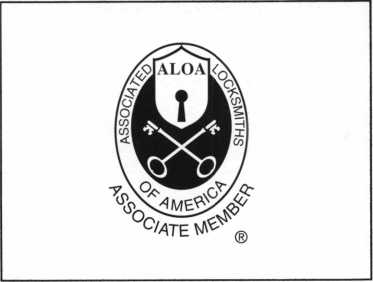 ALOA
ASSOCIATED LOCKSMITHS
OF AMERICA
ASSOCIATE MEMBER
®